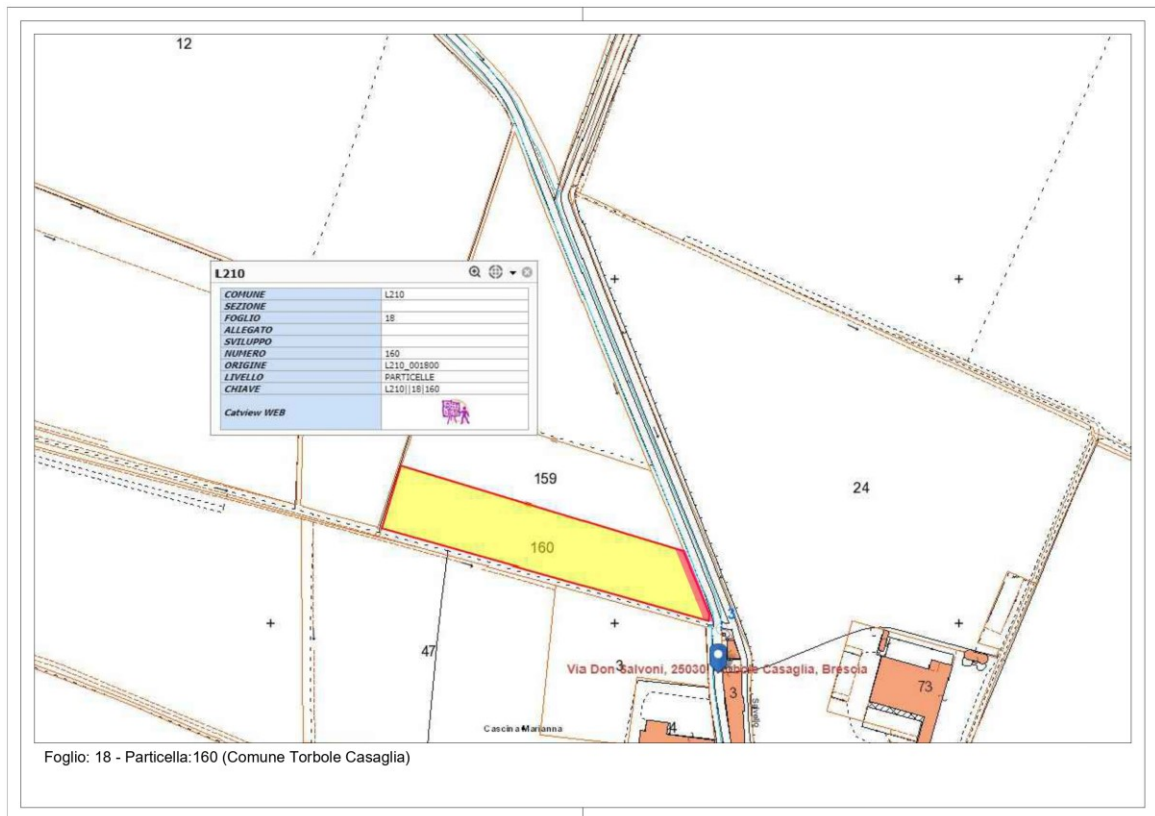 12
L210
COMUNE L210
SEZIONE
FOGLIO 18
ALLEGATO
SVILUPPO
NUMERO 160
ORIGINE L210_001800
LIVELLO PARTICELLE
CHIAVE L210||18|160
Catview WEB
159
24
160
3
47
3
Via Don Salvoni, 25030 Casaglia, Brescia
73
3
4
Cascina Marianna
Foglio: 18 - Particella:160 (Comune Torbole Casaglia)